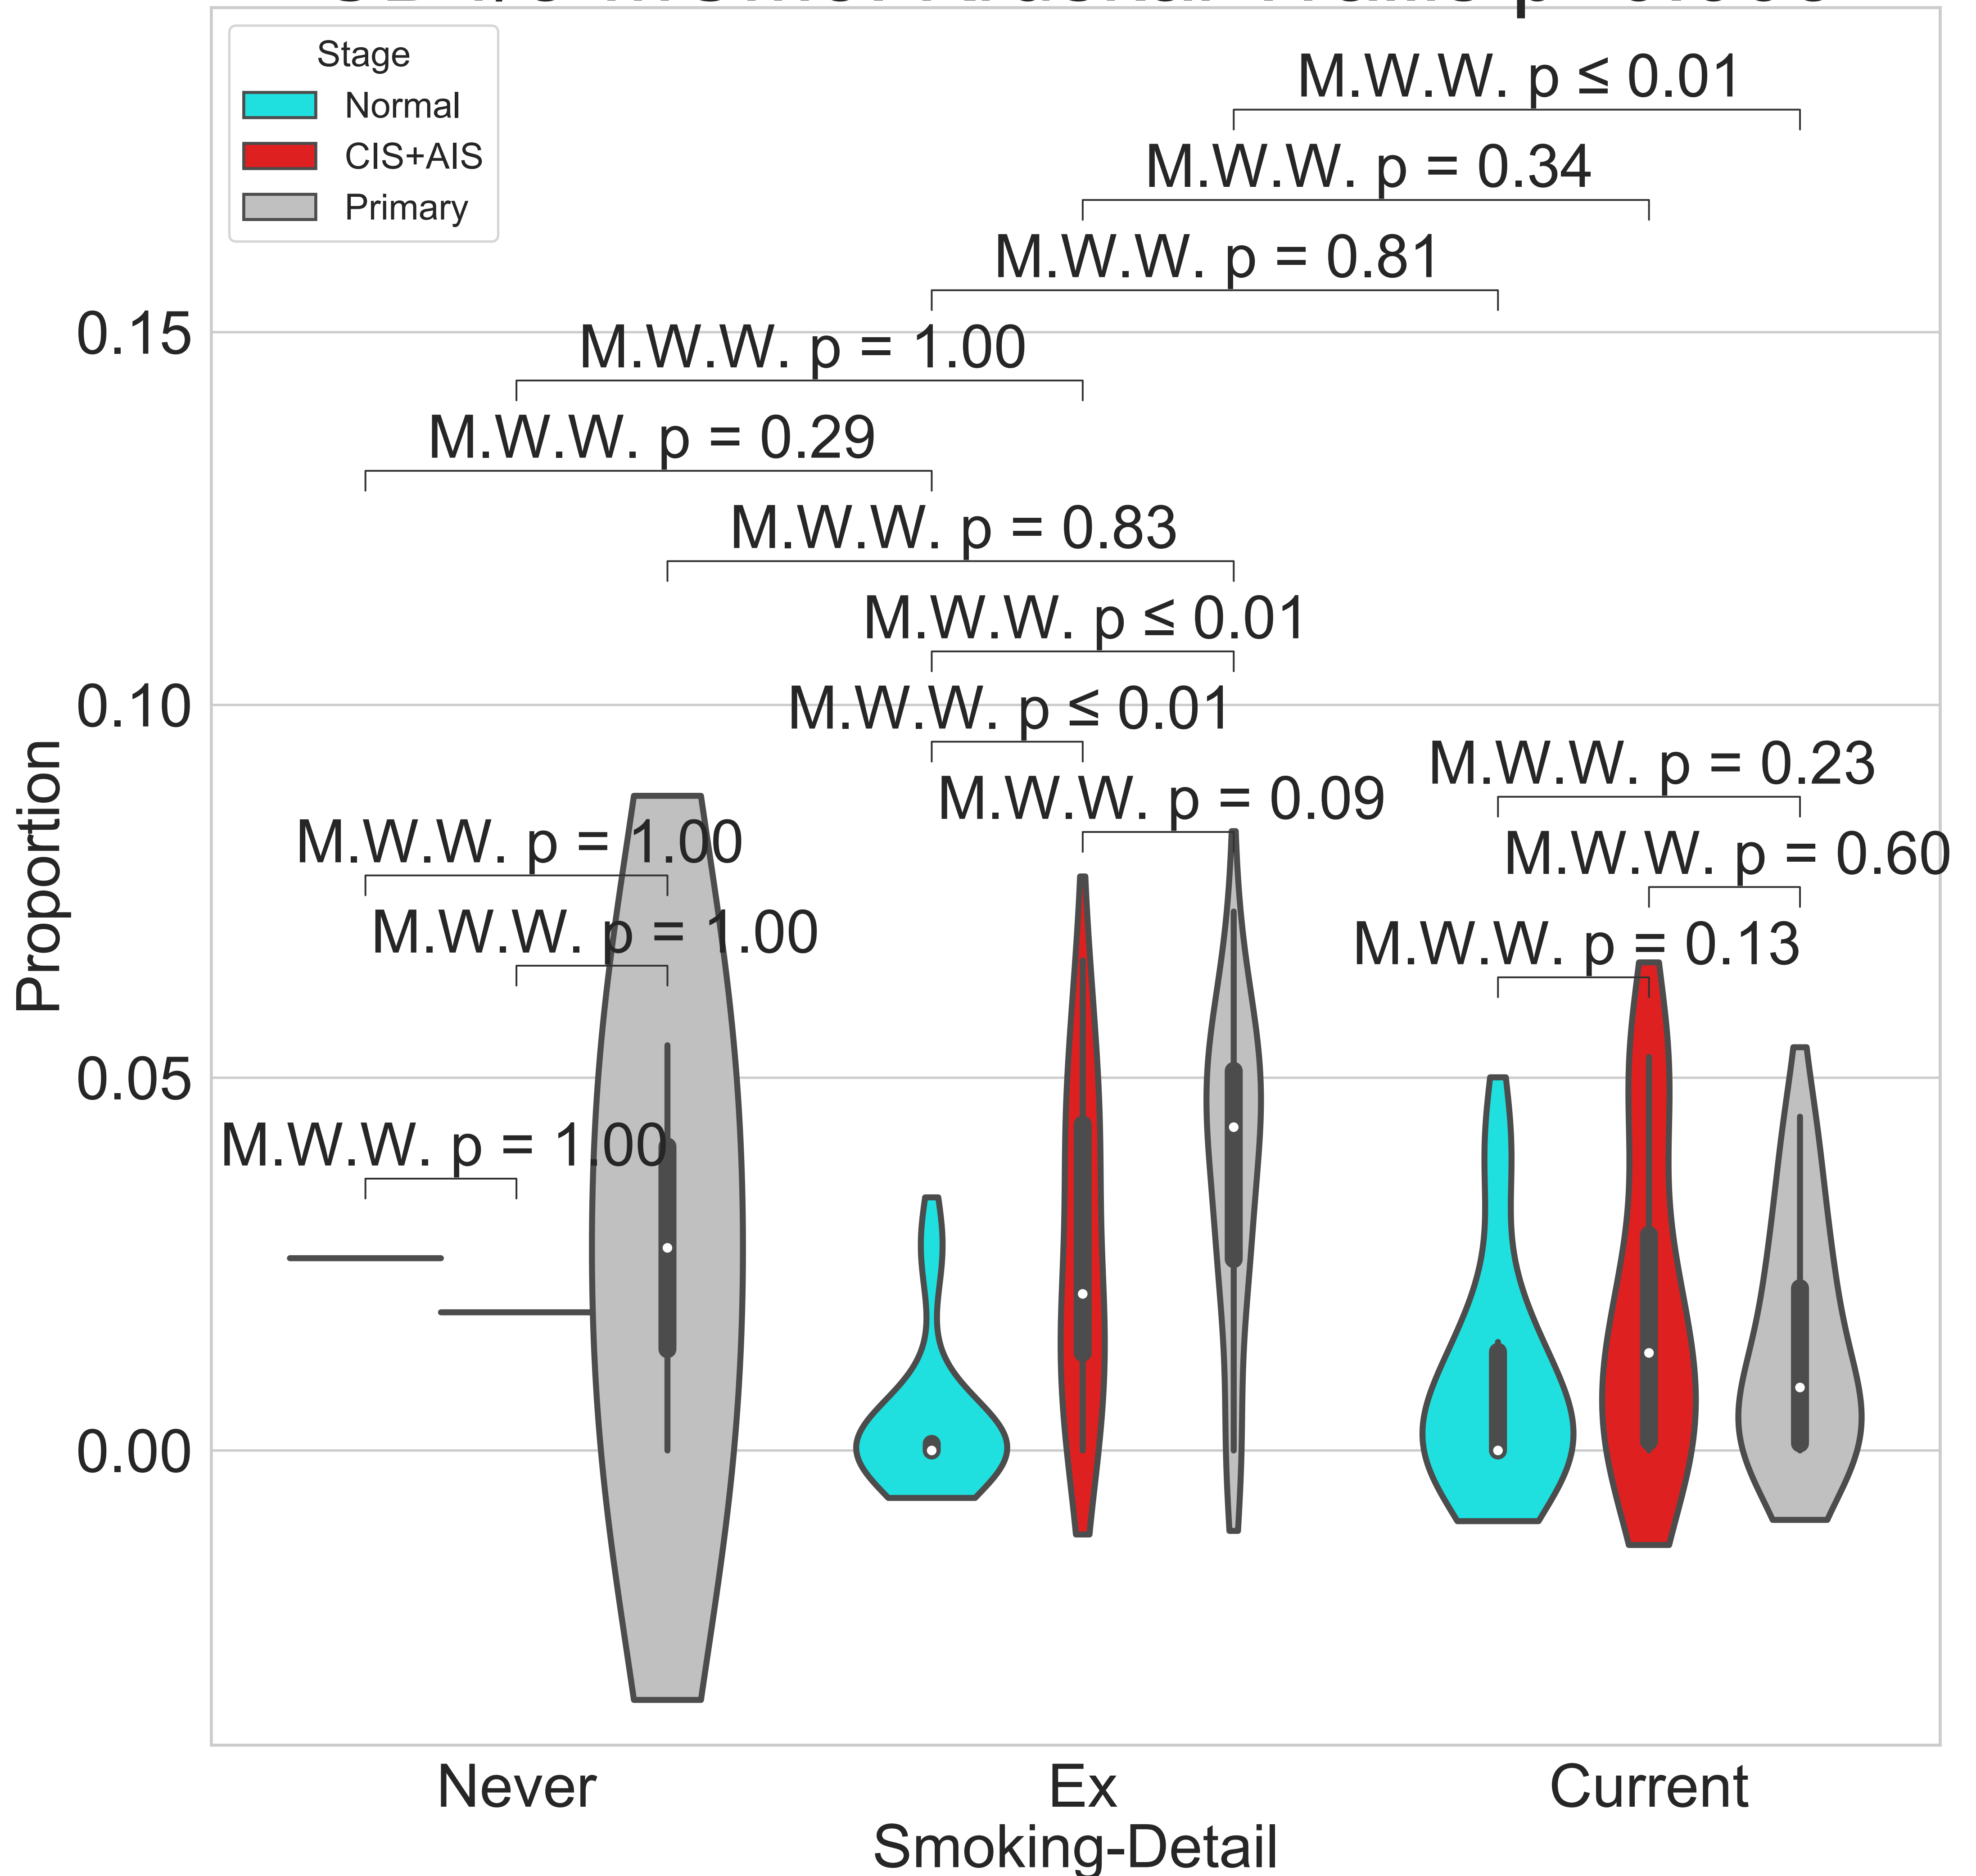 Stage
Normal
CIS+AIS
Primary
M.W.W. p ≤ 0.01
M.W.W. p = 0.34
M.W.W. p = 0.81
M.W.W. p = 1.00
M.W.W. p = 0.29
M.W.W. p = 0.83
M.W.W. p ≤ 0.01
M.W.W. p ≤ 0.01
M.W.W. p = 0.09
M.W.W. p = 0.23
M.W.W. p = 0.60
M.W.W. p = 0.13
M.W.W. p = 1.00
M.W.W. p = 1.00
M.W.W. p = 1.00
0.15
0.10
0.05
0.00
Proportion
Never
Ex
Current
Smoking-Detail